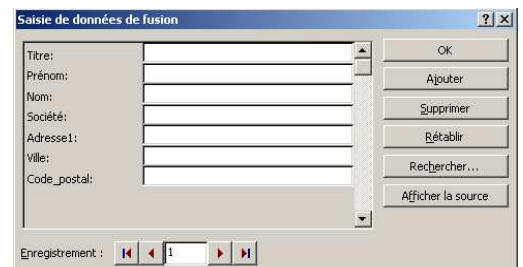 Saisie de données de fusion
Titre:
Prénom:
Nom:
Société:
Adresse1:
Ville:
Code_postal:
OK
Ajouter
Supprimer
Rétablir
Rechercher...
Afficher la source
Enregistrement : 1